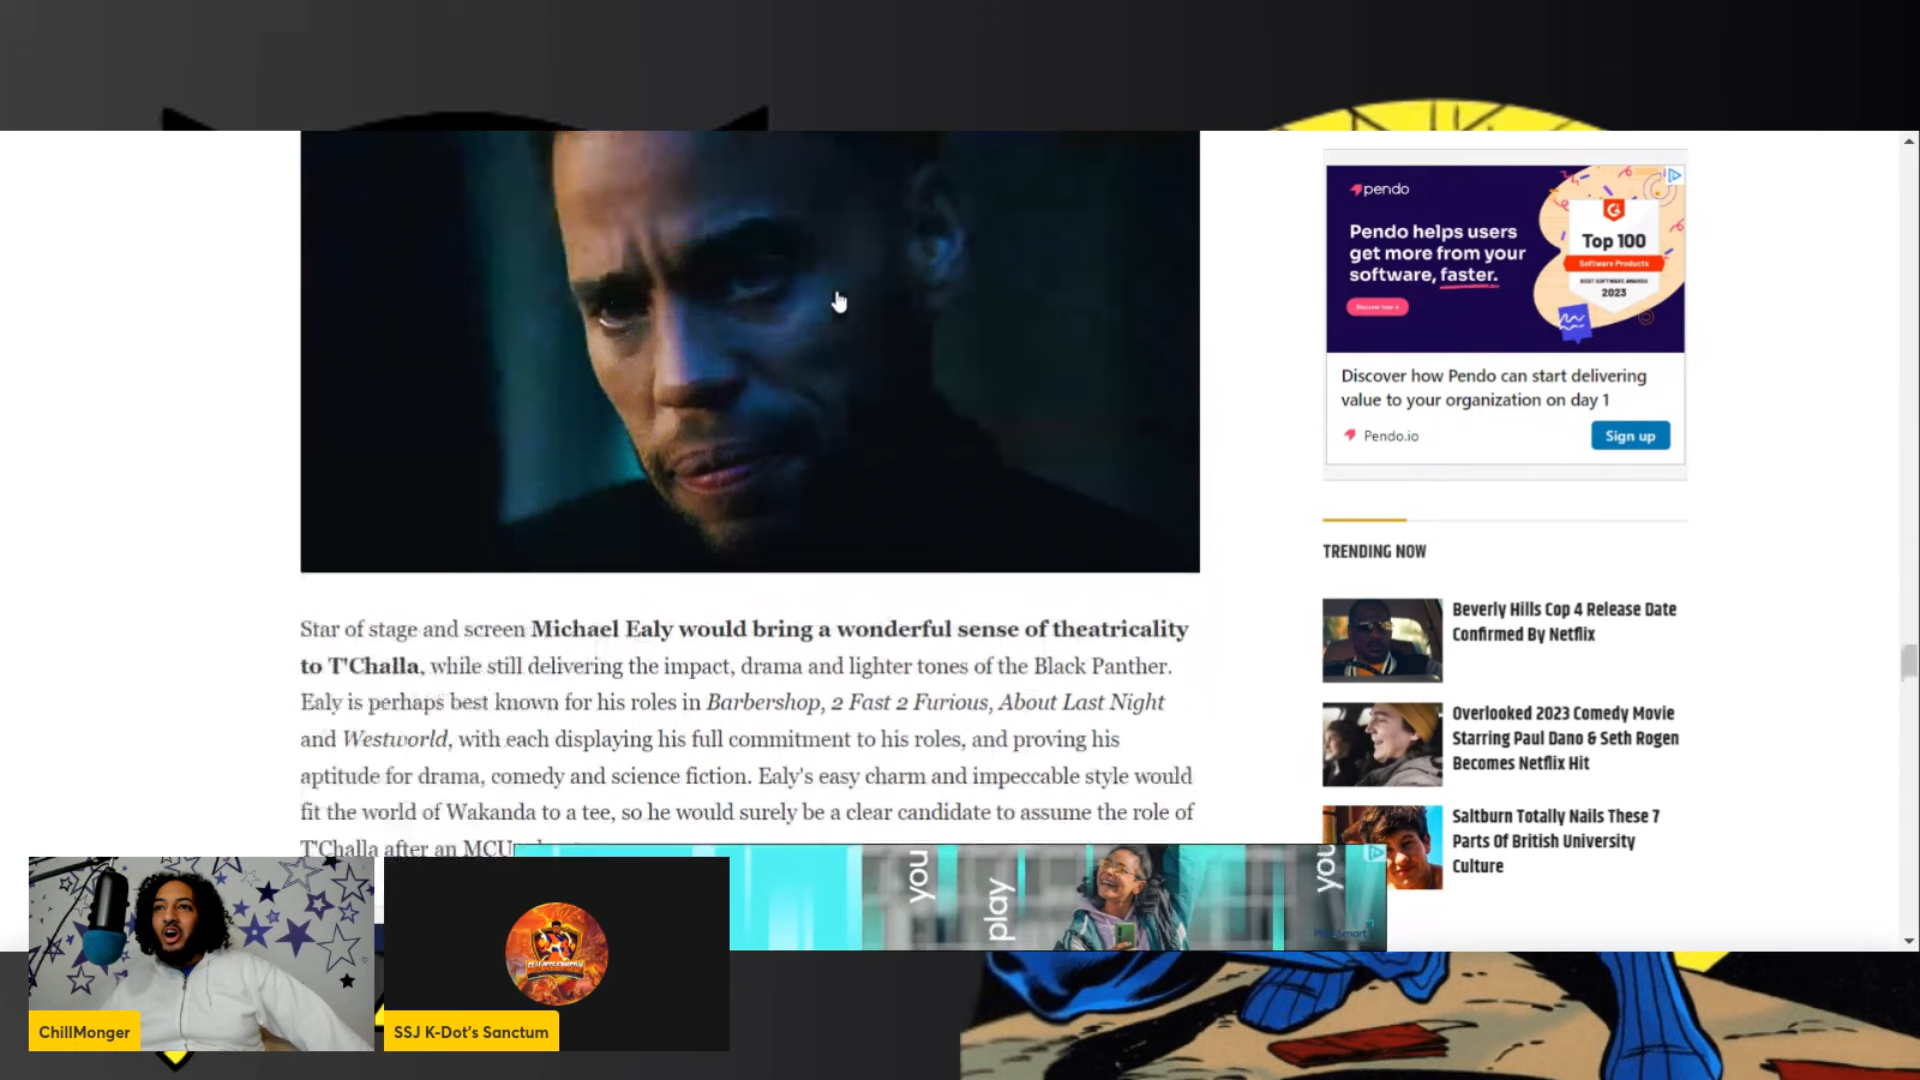 pendo
Pendo helps users
get more from your
software, faster.
Top 100
Software Products
BEST SOFTWARE AWARDS
2023
Discover how Pendo can start delivering
value to your organization on day 1
Pendo.io
Sign up
TRENDING NOW
Beverly Hills Cop 4 Release Date
Confirmed By Netflix
Overlooked 2023 Comedy Movie
Starring Paul Dano & Seth Rogen
Becomes Netflix Hit
Saltburn Totally Nails These 7
Parts Of British University
Culture
Star of stage and screen Michael Ealy would bring a wonderful sense of theatricality
to T'Challa, while still delivering the impact, drama and lighter tones of the Black Panther.
Ealy is perhaps best known for his roles in Barbershop, 2 Fast 2 Furious, About Last Night
and Westworld, with each displaying his full commitment to his roles, and proving his
aptitude for drama, comedy and science fiction. Ealy's easy charm and impeccable style would
fit the world of Wakanda to a tee, so he would surely be a clear candidate to assume the role of
T'Challa after an MCU
you
play
you
ChillMonger
SSJ K-Dot's Sanctum